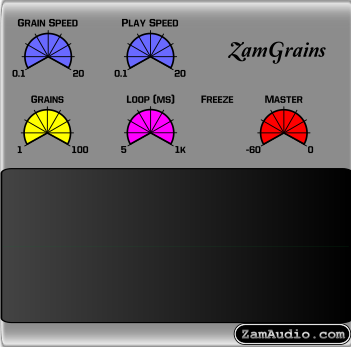 GRAIN SPEED PLAY SPEED
ZamGrains
0.1 20 0.1 20
GRAINS LOOP (MS) FREEZE MASTER
1 100 5 1K -60 0
ZamAudio.com